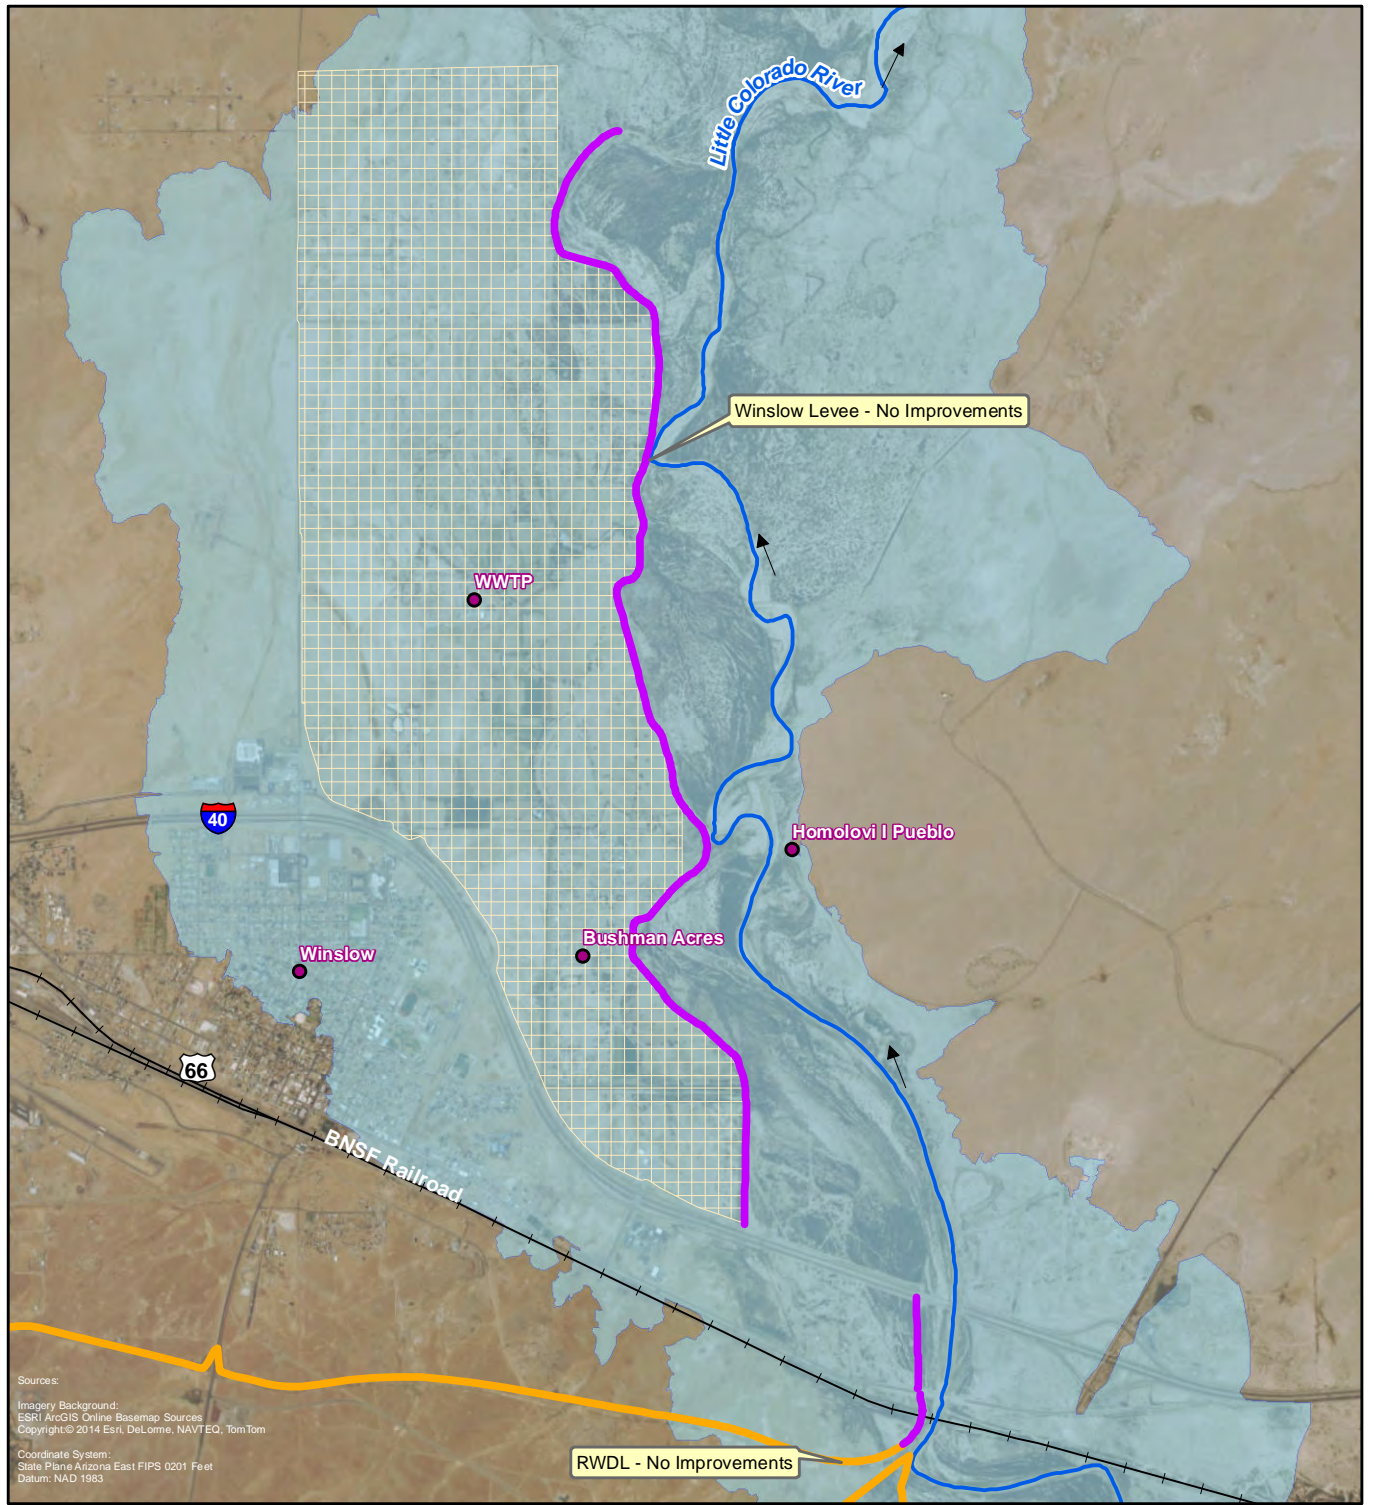 Little Colorado River
Winslow Levee - No Improvements
WWTP
40
Homolovi I Pueblo
Bushman Acres
Winslow
66
BNSF Railroad
RWDL - No Improvements
Sources:
Imagery Background:
ESRI ArcGIS Online Basemap Sources
Copyright:© 2014 Esri, DeLorme, NAVTEQ, TomTom
Coordinate System:
State Plane Arizona East FIPS 0201 Feet
Datum: NAD 1983